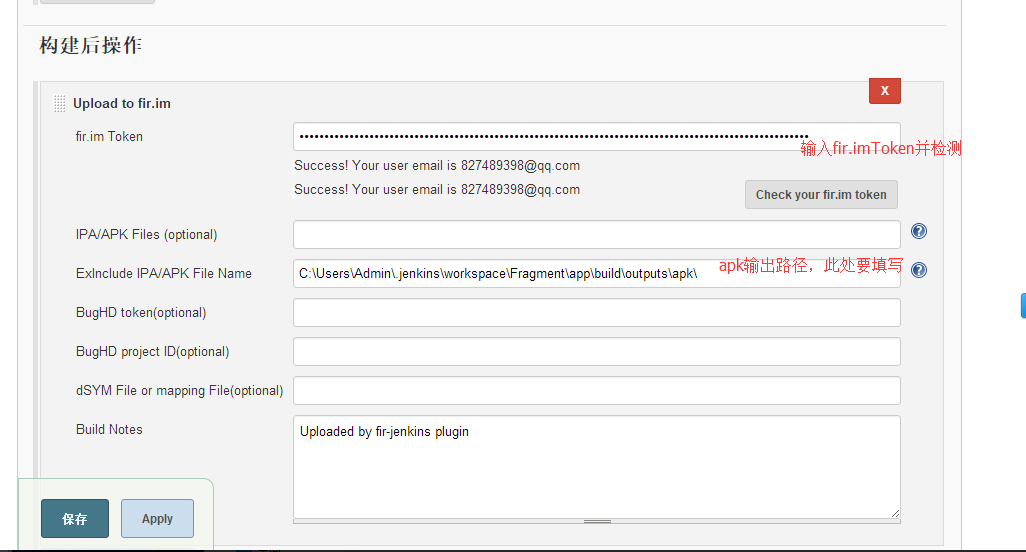 构建后操作
Upload to fir.im
X
fir.im Token
••••••••••••••••••••••••••••••••••••••••••••••••••••••••••••••••••••••••••••••••••••••••••••••••••••••
输入fir.imToken并检测
Success! Your user email is 827489398@qq.com
Success! Your user email is 827489398@qq.com
Check your fir.im token
IPA/APK Files (optional)
?
ExInclude IPA/APK File Name
C:\Users\Admin\.jenkins\workspace\Fragment\app\build\outputs\apk\
apk输出路径，此处要填写
?
BugHD token(optional)
BugHD project ID(optional)
dSYM File or mapping File(optional)
Build Notes
Uploaded by fir-jenkins plugin
保存
Apply